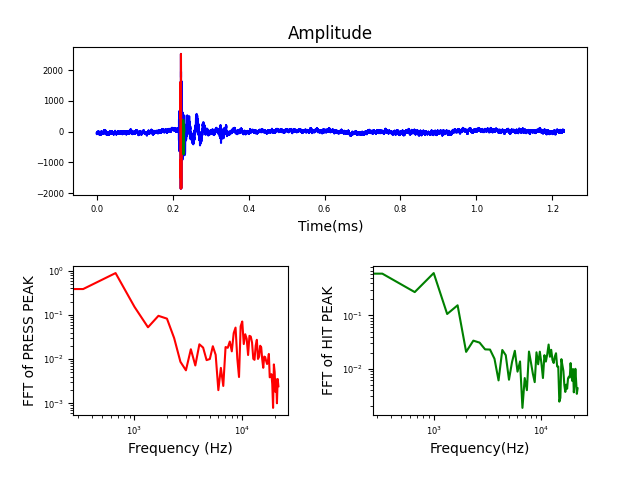 Amplitude
2000
1000
0
−1000
−2000
0.0 0.2 0.4 0.6 0.8 1.0 1.2
Time(ms)
FFT of PRESS PEAK
10⁰
10⁻¹
10⁻²
10⁻³
10³ 10⁴
Frequency (Hz)
FFT of HIT PEAK
10⁻¹
10⁻²
10³ 10⁴
Frequency(Hz)